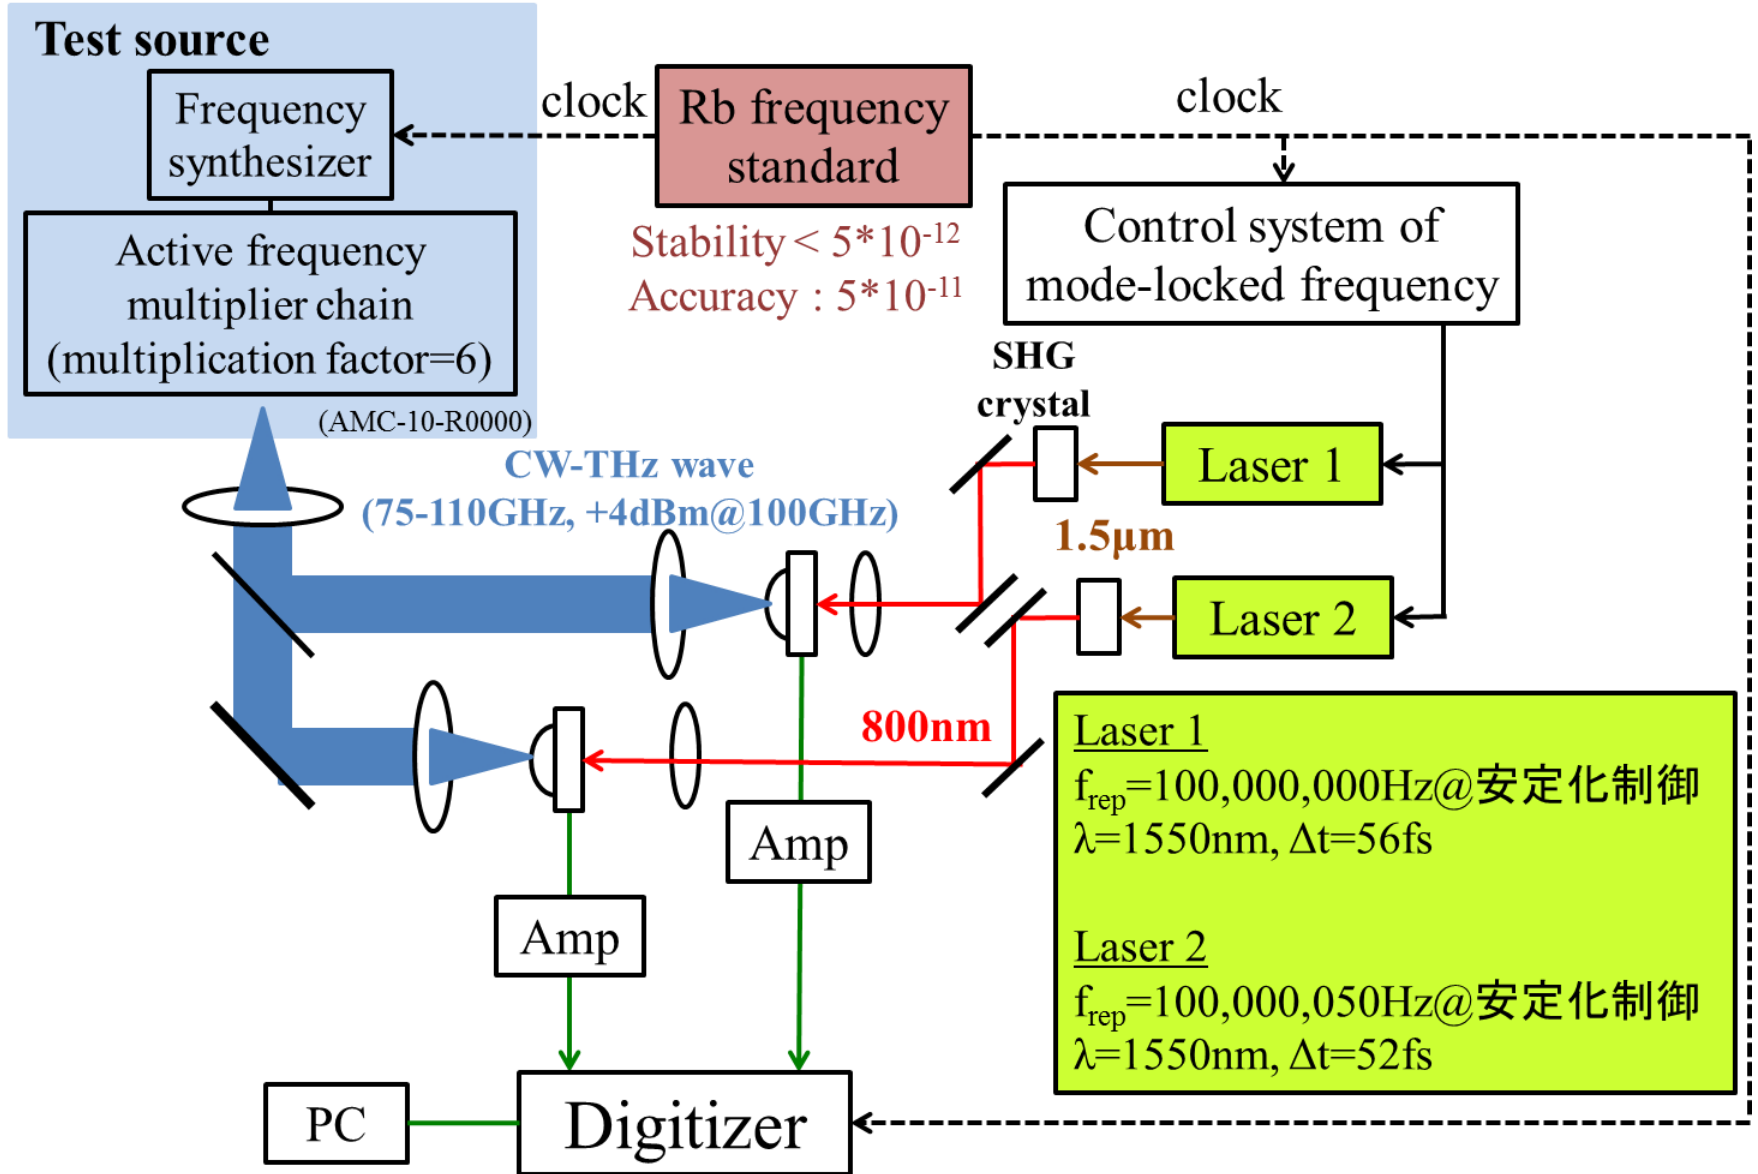 Test source
Frequency
synthesizer
Active frequency
multiplier chain
(multiplication factor=6)
(AMC-10-R0000)
clock
Rb frequency
standard
Stability < 5*10⁻¹²
Accuracy : 5*10⁻¹¹
clock
Control system of
mode-locked frequency
SHG
crystal
Laser 1
1.5μm
Laser 2
CW-THz wave
(75-110GHz, +4dBm@100GHz)
800nm
Amp
Amp
Laser 1
frep=100,000,000Hz@安定化制御
λ=1550nm, Δt=56fs
Laser 2
frep=100,000,050Hz@安定化制御
λ=1550nm, Δt=52fs
PC
Digitizer